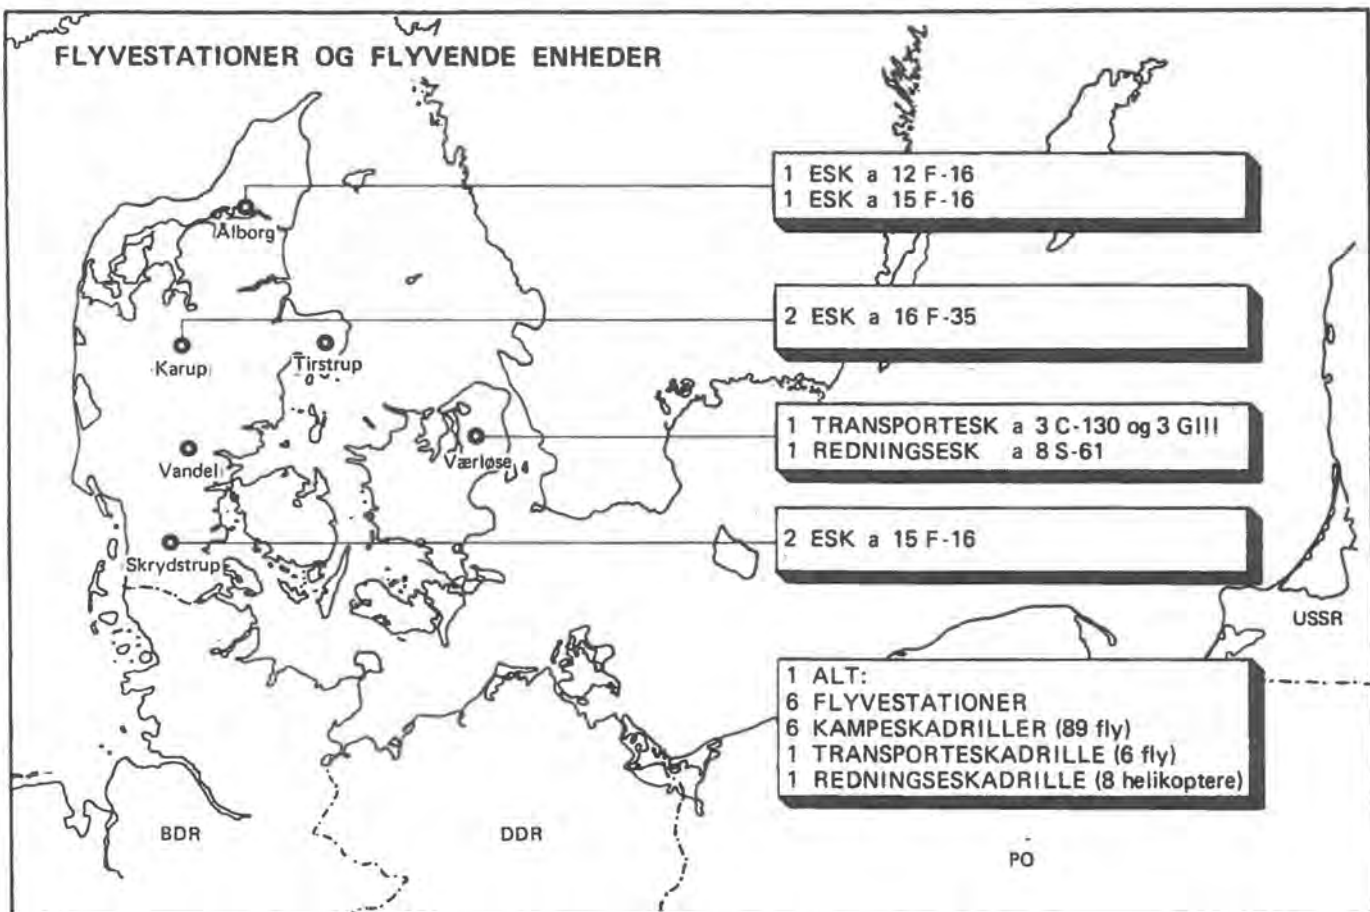 FLYVESTATIONER OG FLYVENDE ENHEDER
1 ESK a 12 F-16
1 ESK a 15 F-16
Ålborg
2 ESK a 16 F-35
Karup
Tirstrup
1 TRANSPORTESK a 3 C-130 og 3 GIII
1 REDNINGSESK a 8 S-61
Værløse
Vandel
2 ESK a 15 F-16
Skrydstrup
USSR
1 ALT:
6 FLYVESTATIONER
6 KAMPESKADRILLER (89 fly)
1 TRANSPORTESKADRILLE (6 fly)
1 REDNINGSESKADRILLE (8 helikoptere)
BDR
DDR
PO